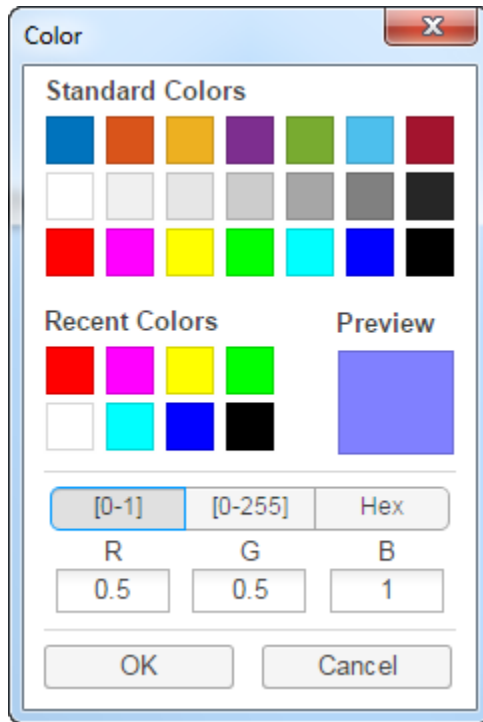 Color
Standard Colors
Recent Colors
Preview
[0-1] [0-255] Hex
R G B
0.5 0.5 1
OK Cancel